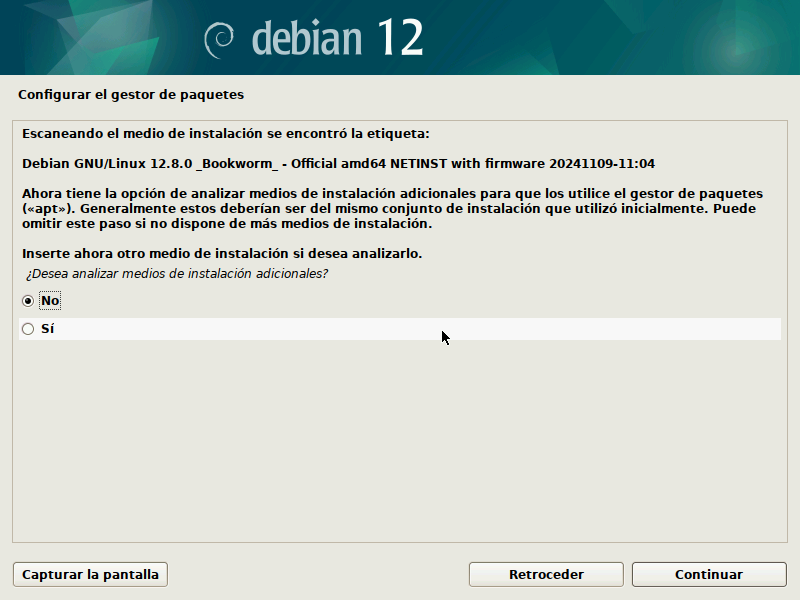 debian 12
Configurar el gestor de paquetes
Escaneando el medio de instalación se encontró la etiqueta:
Debian GNU/Linux 12.8.0 _Bookworm_ - Official amd64 NETINST with firmware 20241109-11:04
Ahora tiene la opción de analizar medios de instalación adicionales para que los utilice el gestor de paquetes
(«apt»). Generalmente estos deberían ser del mismo conjunto de instalación que utilizó inicialmente. Puede
omitir este paso si no dispone de más medios de instalación.
Inserte ahora otro medio de instalación si desea analizarlo.
¿Desea analizar medios de instalación adicionales?
No
Sí
Capturar la pantalla
Retroceder
Continuar